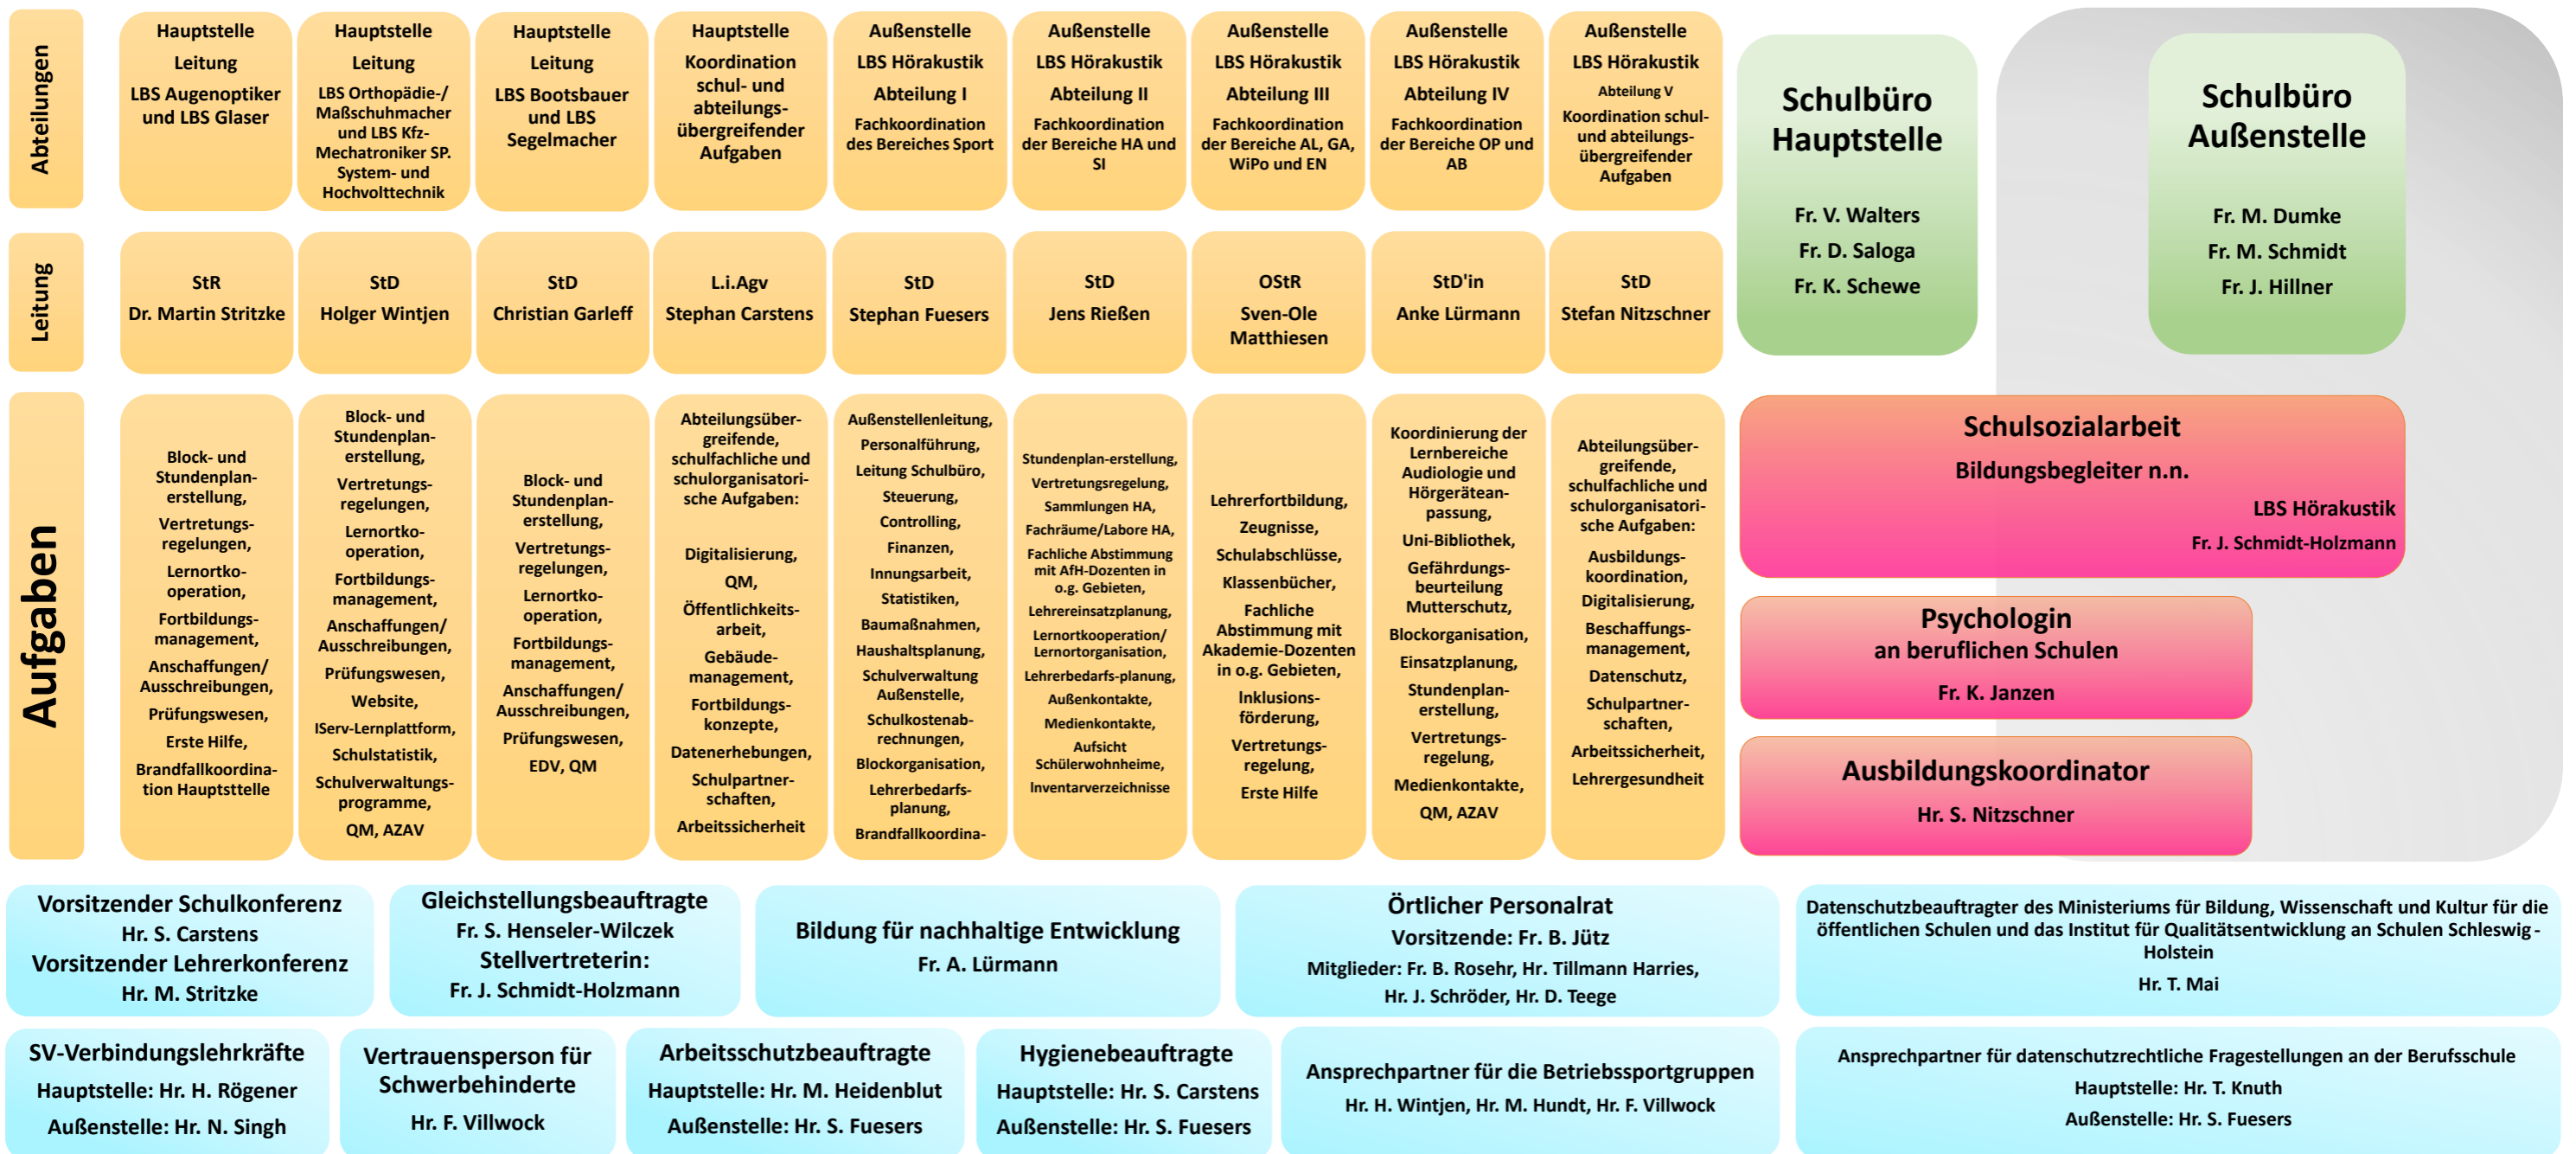 Abteilungen
Hauptstelle
Leitung
LBS Augenoptiker
und LBS Glaser
Hauptstelle
Leitung
LBS Orthopädie-/
Maßschuhmacher
und LBS Kfz-
Mechatroniker SP.
System- und
Hochvolttechnik
Hauptstelle
Leitung
LBS Bootsbauer
und LBS
Segelmacher
Hauptstelle
Koordination
schul- und
abteilungs-
übergreifender
Aufgaben
Außenstelle
LBS Hörakustik
Abteilung I
Fachkoordination
des Bereiches Sport
Außenstelle
LBS Hörakustik
Abteilung II
Fachkoordination
der Bereiche HA und
SI
Außenstelle
LBS Hörakustik
Abteilung III
Fachkoordination
der Bereiche AL, GA,
WiPo und EN
Außenstelle
LBS Hörakustik
Abteilung IV
Fachkoordination
der Bereiche OP und
AB
Außenstelle
LBS Hörakustik
Abteilung V
Koordination schul-
und abteilungs-
übergreifender
Aufgaben
Schulbüro
Hauptstelle
Fr. V. Walters
Fr. D. Saloga
Fr. K. Schewe
Schulbüro
Außenstelle
Fr. M. Dumke
Fr. M. Schmidt
Fr. J. Hillner
Leitung
StR
Dr. Martin Stritzke
StD
Holger Wintjen
StD
Christian Garleff
L.i.Agv
Stephan Carstens
StD
Stephan Fuesers
StD
Jens Rießen
OStR
Sven-Ole
Matthiesen
StD'in
Anke Lürmann
StD
Stefan Nitzschner
Aufgaben
Block- und
Stundenplan-
erstellung,
Vertretungs-
regelungen,
Lernortko-
operation,
Fortbildungs-
management,
Anschaffungen/
Ausschreibungen,
Prüfungswesen,
Erste Hilfe,
Brandfallkoordina-
tion Hauptsttelle
Block- und
Stundenplan-
erstellung,
Vertretungs-
regelungen,
Lernortko-
operation,
Fortbildungs-
management,
Anschaffungen/
Ausschreibungen,
Prüfungswesen,
Website,
IServ-Lernplattform,
Schulstatistik,
Schulverwaltungs-
programme,
QM, AZAV
Block- und
Stundenplan-
erstellung,
Vertretungs-
regelungen,
Lernortko-
operation,
Fortbildungs-
management,
Anschaffungen/
Ausschreibungen,
Prüfungswesen,
EDV, QM
Abteilungsüber-
greifende,
schulfachliche und
schulorganisatori-
sche Aufgaben:
Digitalisierung,
QM,
Öffentlichkeits-
arbeit,
Gebäude-
management,
Fortbildungs-
konzepte,
Datenerhebungen,
Schulpartner-
schaften,
Arbeitssicherheit
Außenstellenleitung,
Personalführung,
Leitung Schulbüro,
Steuerung,
Controlling,
Finanzen,
Innungsarbeit,
Statistiken,
Baumaßnahmen,
Haushaltsplanung,
Schulverwaltung
Außenstelle,
Schulkostenab-
rechnungen,
Blockorganisation,
Lehrerbedarfs-
planung,
Brandfallkoordina-
Stundenplan-erstellung,
Vertretungsregelung,
Sammlungen HA,
Fachräume/Labore HA,
Fachliche Abstimmung
mit AfH-Dozenten in
o.g. Gebieten,
Lehrereinsatzplanung,
Lernortkooperation/
Lernortorganisation,
Lehrerbedarfs-planung,
Außenkontakte,
Medienkontakte,
Aufsicht
Schülerwohnheime,
Inventarverzeichnisse
Lehrerfortbildung,
Zeugnisse,
Schulabschlüsse,
Klassenbücher,
Fachliche
Abstimmung mit
Akademie-Dozenten
in o.g. Gebieten,
Inklusions-
förderung,
Vertretungs-
regelung,
Erste Hilfe
Koordinierung der
Lernbereiche
Audiologie und
Hörgerätean-
passung,
Uni-Bibliothek,
Gefährdungs-
beurteilung
Mutterschutz,
Blockorganisation,
Einsatzplanung,
Stundenplan-
erstellung,
Vertretungs-
regelung,
Medienkontakte,
QM, AZAV
Abteilungsüber-
greifende,
schulfachliche und
schulorganisatori-
sche Aufgaben:
Ausbildungs-
koordination,
Digitalisierung,
Beschaffungs-
management,
Datenschutz,
Schulpartner-
schaften,
Arbeitssicherheit,
Lehrergesundheit
Schulsozialarbeit
Bildungsbegleiter n.n.
LBS Hörakustik
Fr. J. Schmidt-Holzmann
Psychologin
an beruflichen Schulen
Fr. K. Janzen
Ausbildungskoordinator
Hr. S. Nitzschner
Vorsitzender Schulkonferenz
Hr. S. Carstens
Vorsitzender Lehrerkonferenz
Hr. M. Stritzke
Gleichstellungsbeauftragte
Fr. S. Henseler-Wilczek
Stellvertreterin:
Fr. J. Schmidt-Holzmann
Bildung für nachhaltige Entwicklung
Fr. A. Lürmann
Örtlicher Personalrat
Vorsitzende: Fr. B. Jütz
Mitglieder: Fr. B. Rosehr, Hr. Tillmann Harries,
Hr. J. Schröder, Hr. D. Teege
Datenschutzbeauftragter des Ministeriums für Bildung, Wissenschaft und Kultur für die
öffentlichen Schulen und das Institut für Qualitätsentwicklung an Schulen Schleswig -
Holstein
Hr. T. Mai
SV-Verbindungslehrkräfte
Hauptstelle: Hr. H. Rögener
Außenstelle: Hr. N. Singh
Vertrauensperson für
Schwerbehinderte
Hr. F. Villwock
Arbeitsschutzbeauftragte
Hauptstelle: Hr. M. Heidenblut
Außenstelle: Hr. S. Fuesers
Hygienebeauftragte
Hauptstelle: Hr. S. Carstens
Außenstelle: Hr. S. Fuesers
Ansprechpartner für die Betriebssportgruppen
Hr. H. Wintjen, Hr. M. Hundt, Hr. F. Villwock
Ansprechpartner für datenschutzrechtliche Fragestellungen an der Berufsschule
Hauptstelle: Hr. T. Knuth
Außenstelle: Hr. S. Fuesers